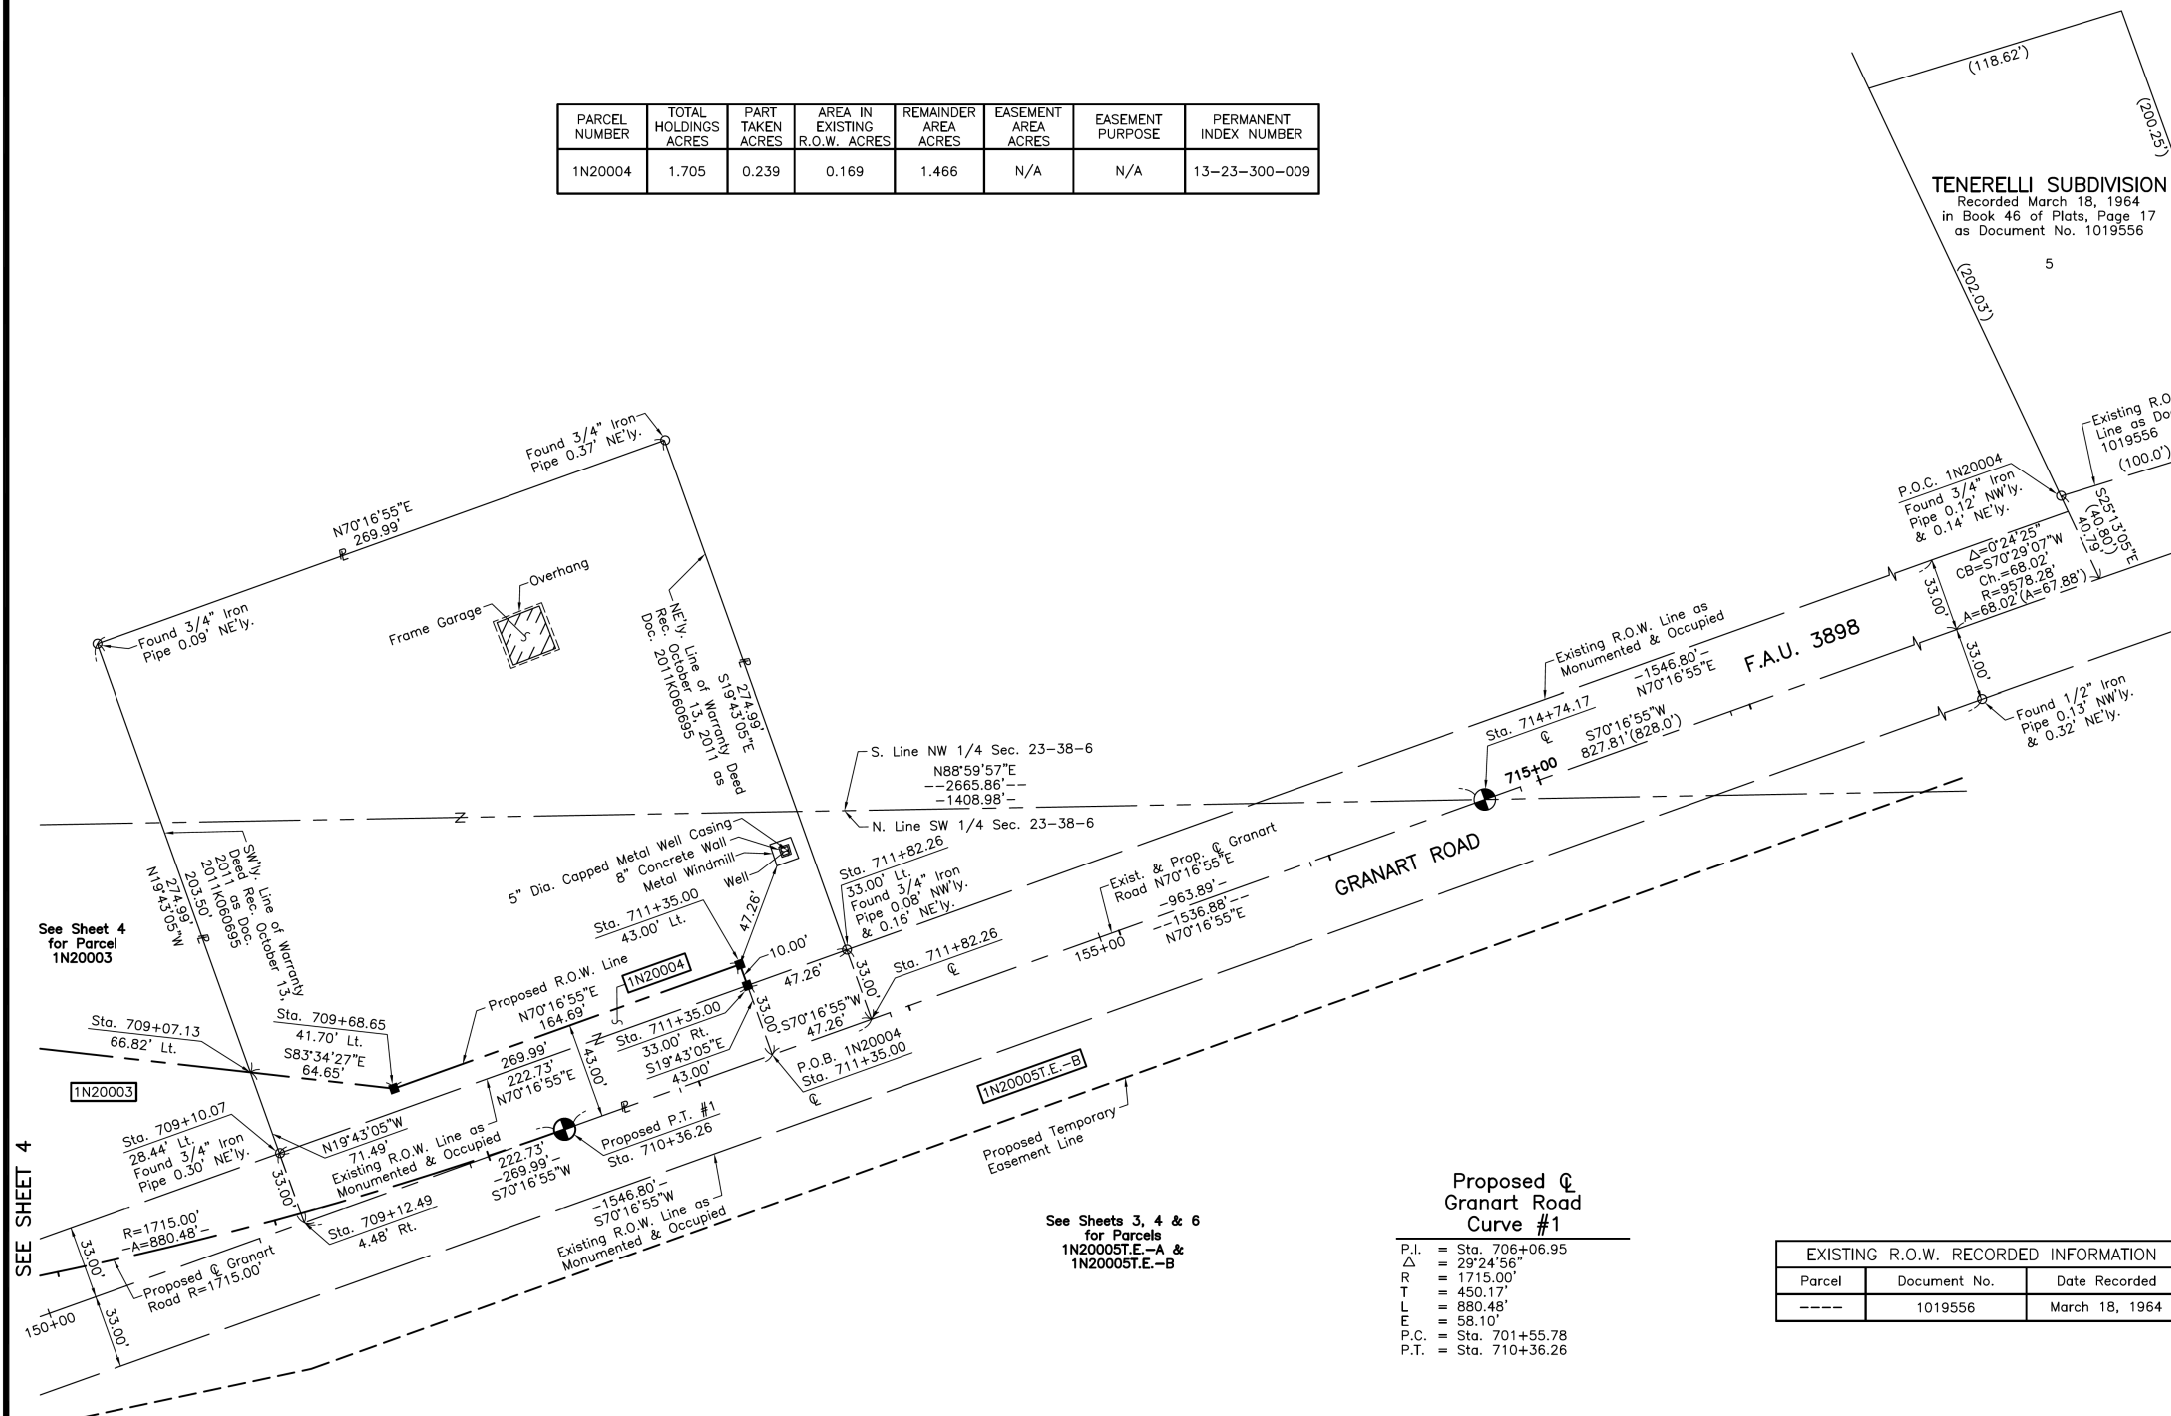 PARCEL NUMBER
TOTAL HOLDINGS ACRES
PART TAKEN ACRES
AREA IN EXISTING R.O.W. ACRES
REMAINDER AREA ACRES
EASEMENT AREA ACRES
EASEMENT PURPOSE
PERMANENT INDEX NUMBER
1N20004 1.705 0.239 0.169 1.466 N/A N/A 13-23-300-009
(118.62')
(200.25')
TENERELLI SUBDIVISION
Recorded March 18, 1964
in Book 46 of Plats, Page 17
as Document No. 1019556
5
(202.03')
Existing R.O
Line as Do
1019556
(100.0')
P.O.C. 1N20004
Found 3/4" Iron
Pipe 0.12' NW'ly.
& 0.14' NE'ly.
S25°13'05"E
(40.80')
40.79'
Δ=0°24'25"
CB=S70°29'07"W
Ch.=68.02'
R=9578.28'
A=68.02'(A=67.88')
33.00'
33.00'
Found 1/2" Iron
Pipe 0.13' NW'ly.
& 0.32' NE'ly.
Found 3/4" Iron
Pipe 0.37' NE'ly.
N70°16'55"E
269.99'
Overhang
Frame Garage
Found 3/4" Iron
Pipe 0.09' NE'ly.
NE'ly. Line of Warranty Deed
Rec. October 13, 2011 as
Doc. 2011K060695
274.99'
S19°43'05"E
Existing R.O.W. Line as
Monumented & Occupied
-1546.80'-
N70°16'55"E
F.A.U. 3898
Sta. 714+74.17
℄
S70°16'55"W
827.81'(828.0')
715+00
S. Line NW 1/4 Sec. 23-38-6
N88°59'57"E
--2665.86'--
-1408.98'-
N. Line SW 1/4 Sec. 23-38-6
5" Dia. Capped Metal Well Casing
8" Concrete Wall
Metal Windmill
Well
47.26'
Sta. 711+82.26
33.00' Lt.
Found 3/4" Iron
Pipe 0.08' NW'ly.
& 0.16' NE'ly.
Exist. & Prop. ℄ Granart
Road N70°16'55"E
-963.89'-
--1536.88'--
N70°16'55"E
155+00
GRANART ROAD
SW'ly. Line of Warranty
Deed Rec. October 13,
2011 as Doc.
2011K060695
203.50'
274.99'
N19°43'05"W
See Sheet 4
for Parcel
1N20003
Sta. 711+35.00
43.00' Lt.
10.00'
47.26'
33.00'
Sta. 711+82.26
℄
1N20004
Proposed R.O.W. Line
N70°16'55"E
164.69'
Sta. 709+07.13
66.82' Lt.
Sta. 709+68.65
41.70' Lt.
S83°34'27"E
64.65'
1N20003
269.99'
222.73'
N70°16'55"E
43.00'
Sta. 711+35.00
33.00' Rt.
S19°43'05"E
43.00'
33.00'
S70°16'55"W
47.26'
P.O.B. 1N20004
Sta. 711+35.00
℄
1N20005T.E.-B
Sta. 709+10.07
28.44' Lt.
Found 3/4" Iron
Pipe 0.30' NE'ly.
N19°43'05"W
71.49'
Existing R.O.W. Line as
Monumented & Occupied
222.73'
-269.99'-
S70°16'55"W
Proposed P.T. #1
Sta. 710+36.26
33.00'
Sta. 709+12.49
4.48' Rt.
Proposed Temporary
Easement Line
-1546.80'-
S70°16'55"W
Existing R.O.W. Line as
Monumented & Occupied
SEE SHEET 4
R=1715.00'
-A=880.48'-
Proposed ℄ Granart
Road R=1715.00'
33.00'
33.00'
150+00
See Sheets 3, 4 & 6
for Parcels
1N20005T.E.-A &
1N20005T.E.-B
Proposed ℄
Granart Road
Curve #1
P.I. = Sta. 706+06.95
Δ = 29°24'56"
R = 1715.00'
T = 450.17'
L = 880.48'
E = 58.10'
P.C. = Sta. 701+55.78
P.T. = Sta. 710+36.26
EXISTING R.O.W. RECORDED INFORMATION
Parcel Document No. Date Recorded
---- 1019556 March 18, 1964